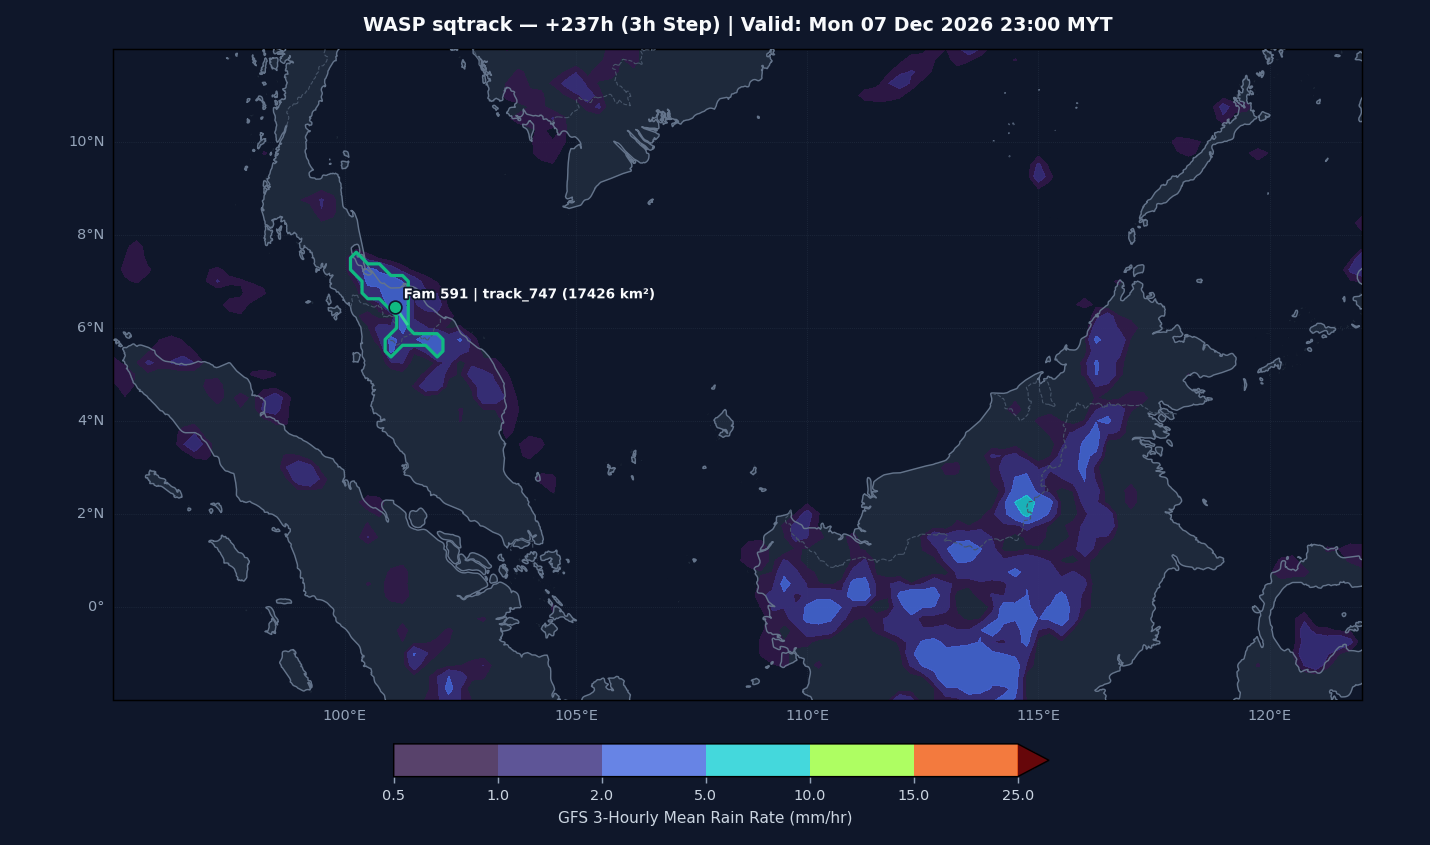 WASP sqtrack — +237h (3h Step) | Valid: Mon 07 Dec 2026 23:00 MYT
10°N
8°N
Fam 591 | track_747 (17426 km²)
6°N
4°N
2°N
0°
100°E 105°E 110°E 115°E 120°E
0.5 1.0 2.0 5.0 10.0 15.0 25.0
GFS 3-Hourly Mean Rain Rate (mm/hr)